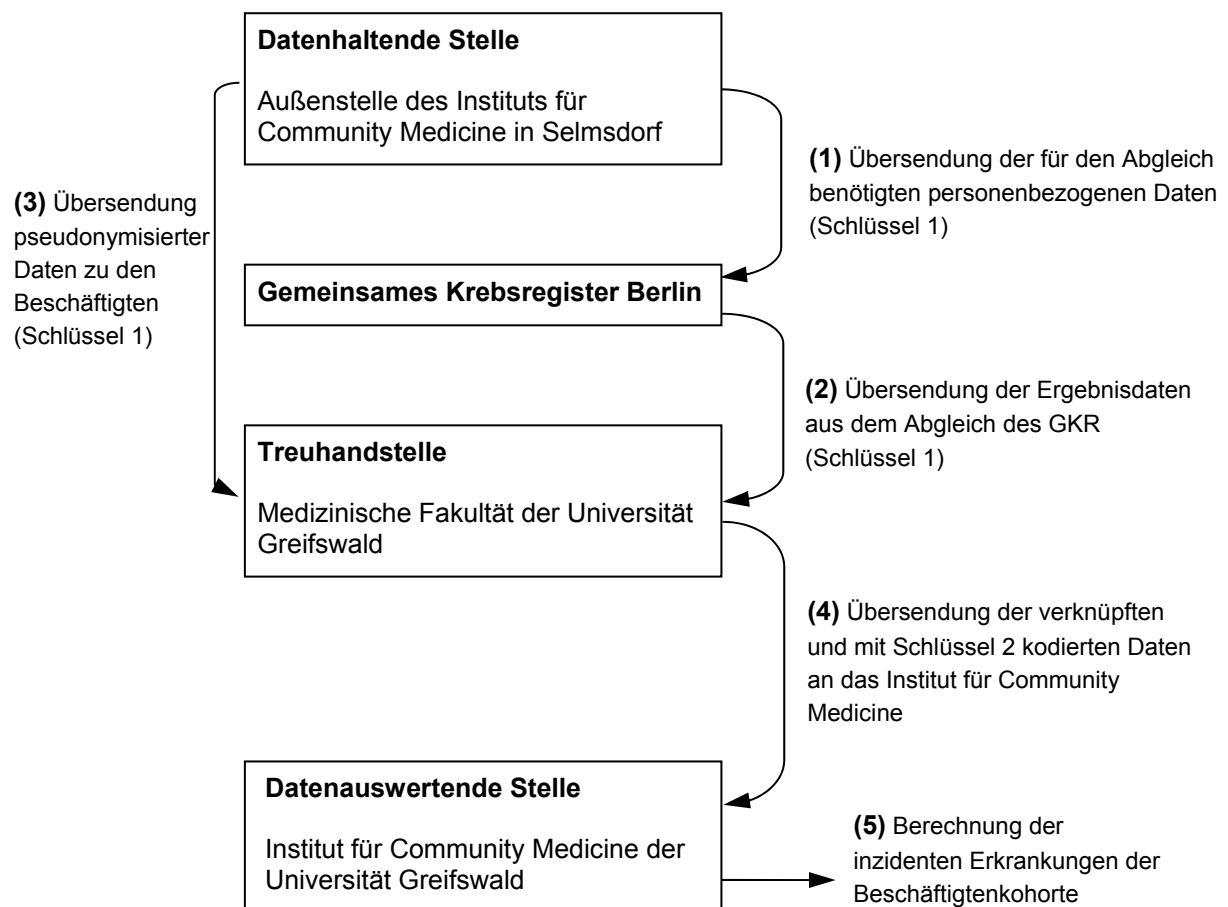 Datenhaltende Stelle
Außenstelle des Instituts für
Community Medicine in Selmsdorf
(1) Übersendung der für den Abgleich
benötigten personenbezogenen Daten
(Schlüssel 1)
(3) Übersendung
pseudonymisierter
Daten zu den
Beschäftigten
(Schlüssel 1)
Gemeinsames Krebsregister Berlin
(2) Übersendung der Ergebnisdaten
aus dem Abgleich des GKR
(Schlüssel 1)
Treuhandstelle
Medizinische Fakultät der Universität
Greifswald
(4) Übersendung der verknüpften
und mit Schlüssel 2 kodierten Daten
an das Institut für Community
Medicine
Datenauswertende Stelle
Institut für Community Medicine der
Universität Greifswald
(5) Berechnung der
inzidenten Erkrankungen der
Beschäftigtenkohorte